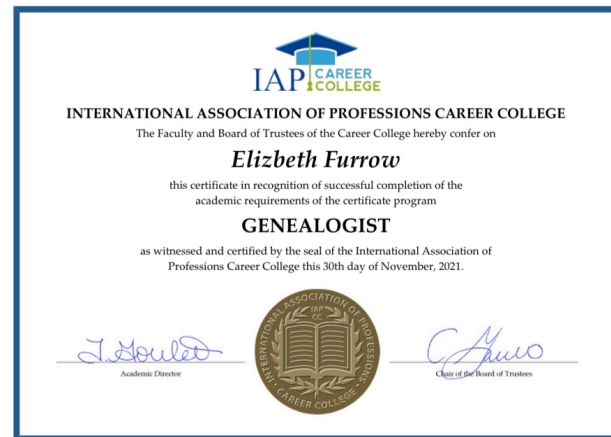 IAP CAREER
COLLEGE
INTERNATIONAL ASSOCIATION OF PROFESSIONS CAREER COLLEGE
The Faculty and Board of Trustees of the Career College hereby confer on
Elizbeth Furrow
this certificate in recognition of successful completion of the
academic requirements of the certificate program
GENEALOGIST
as witnessed and certified by the seal of the International Association of
Professions Career College this 30th day of November, 2021.
INTERNATIONAL ASSOCIATION OF PROFESSIONS
IAP
CC
CAREER COLLEGE
T. Goulet
Academic Director
Chair of the Board of Trustees